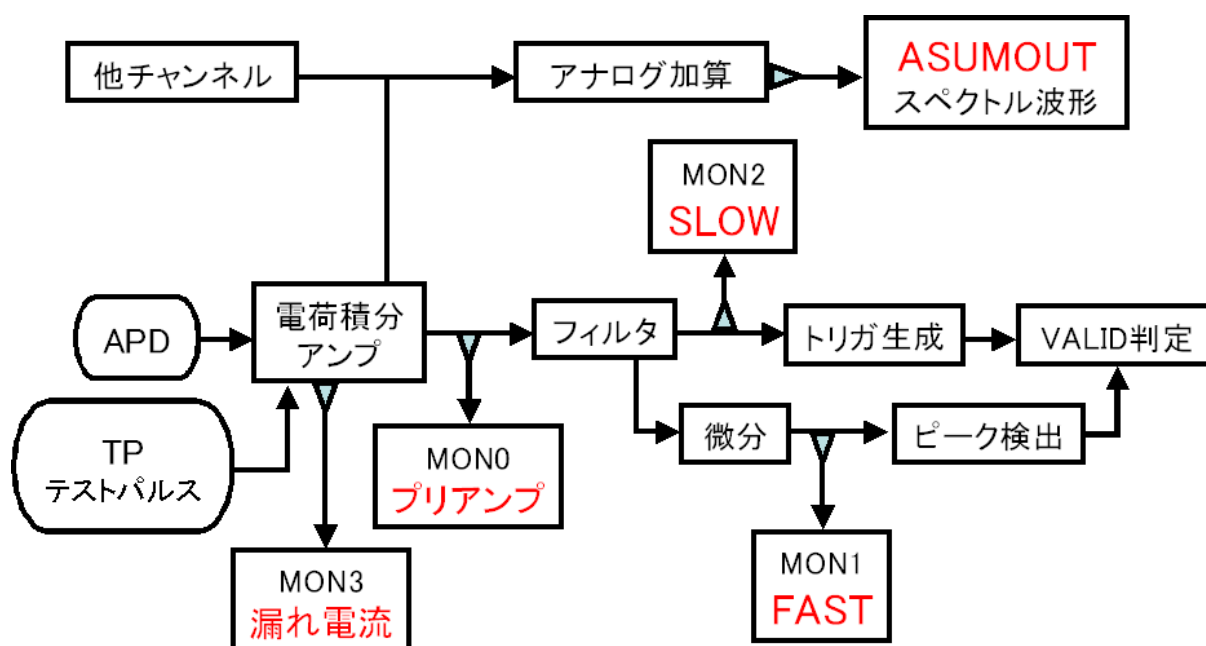 他チャンネル
アナログ加算
ASUMOUT
スペクトル波形
MON2
SLOW
APD
電荷積分
アンプ
フィルタ
トリガ生成
VALID判定
TP
テストパルス
MON0
プリアンプ
微分
ピーク検出
MON3
漏れ電流
MON1
FAST